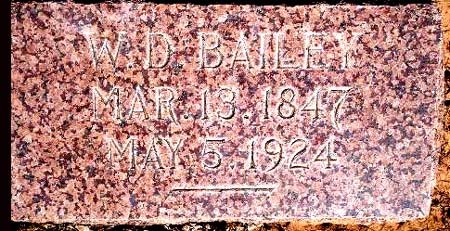 W.D. BAILEY
MAR. 13. 1847
MAY 5. 1924